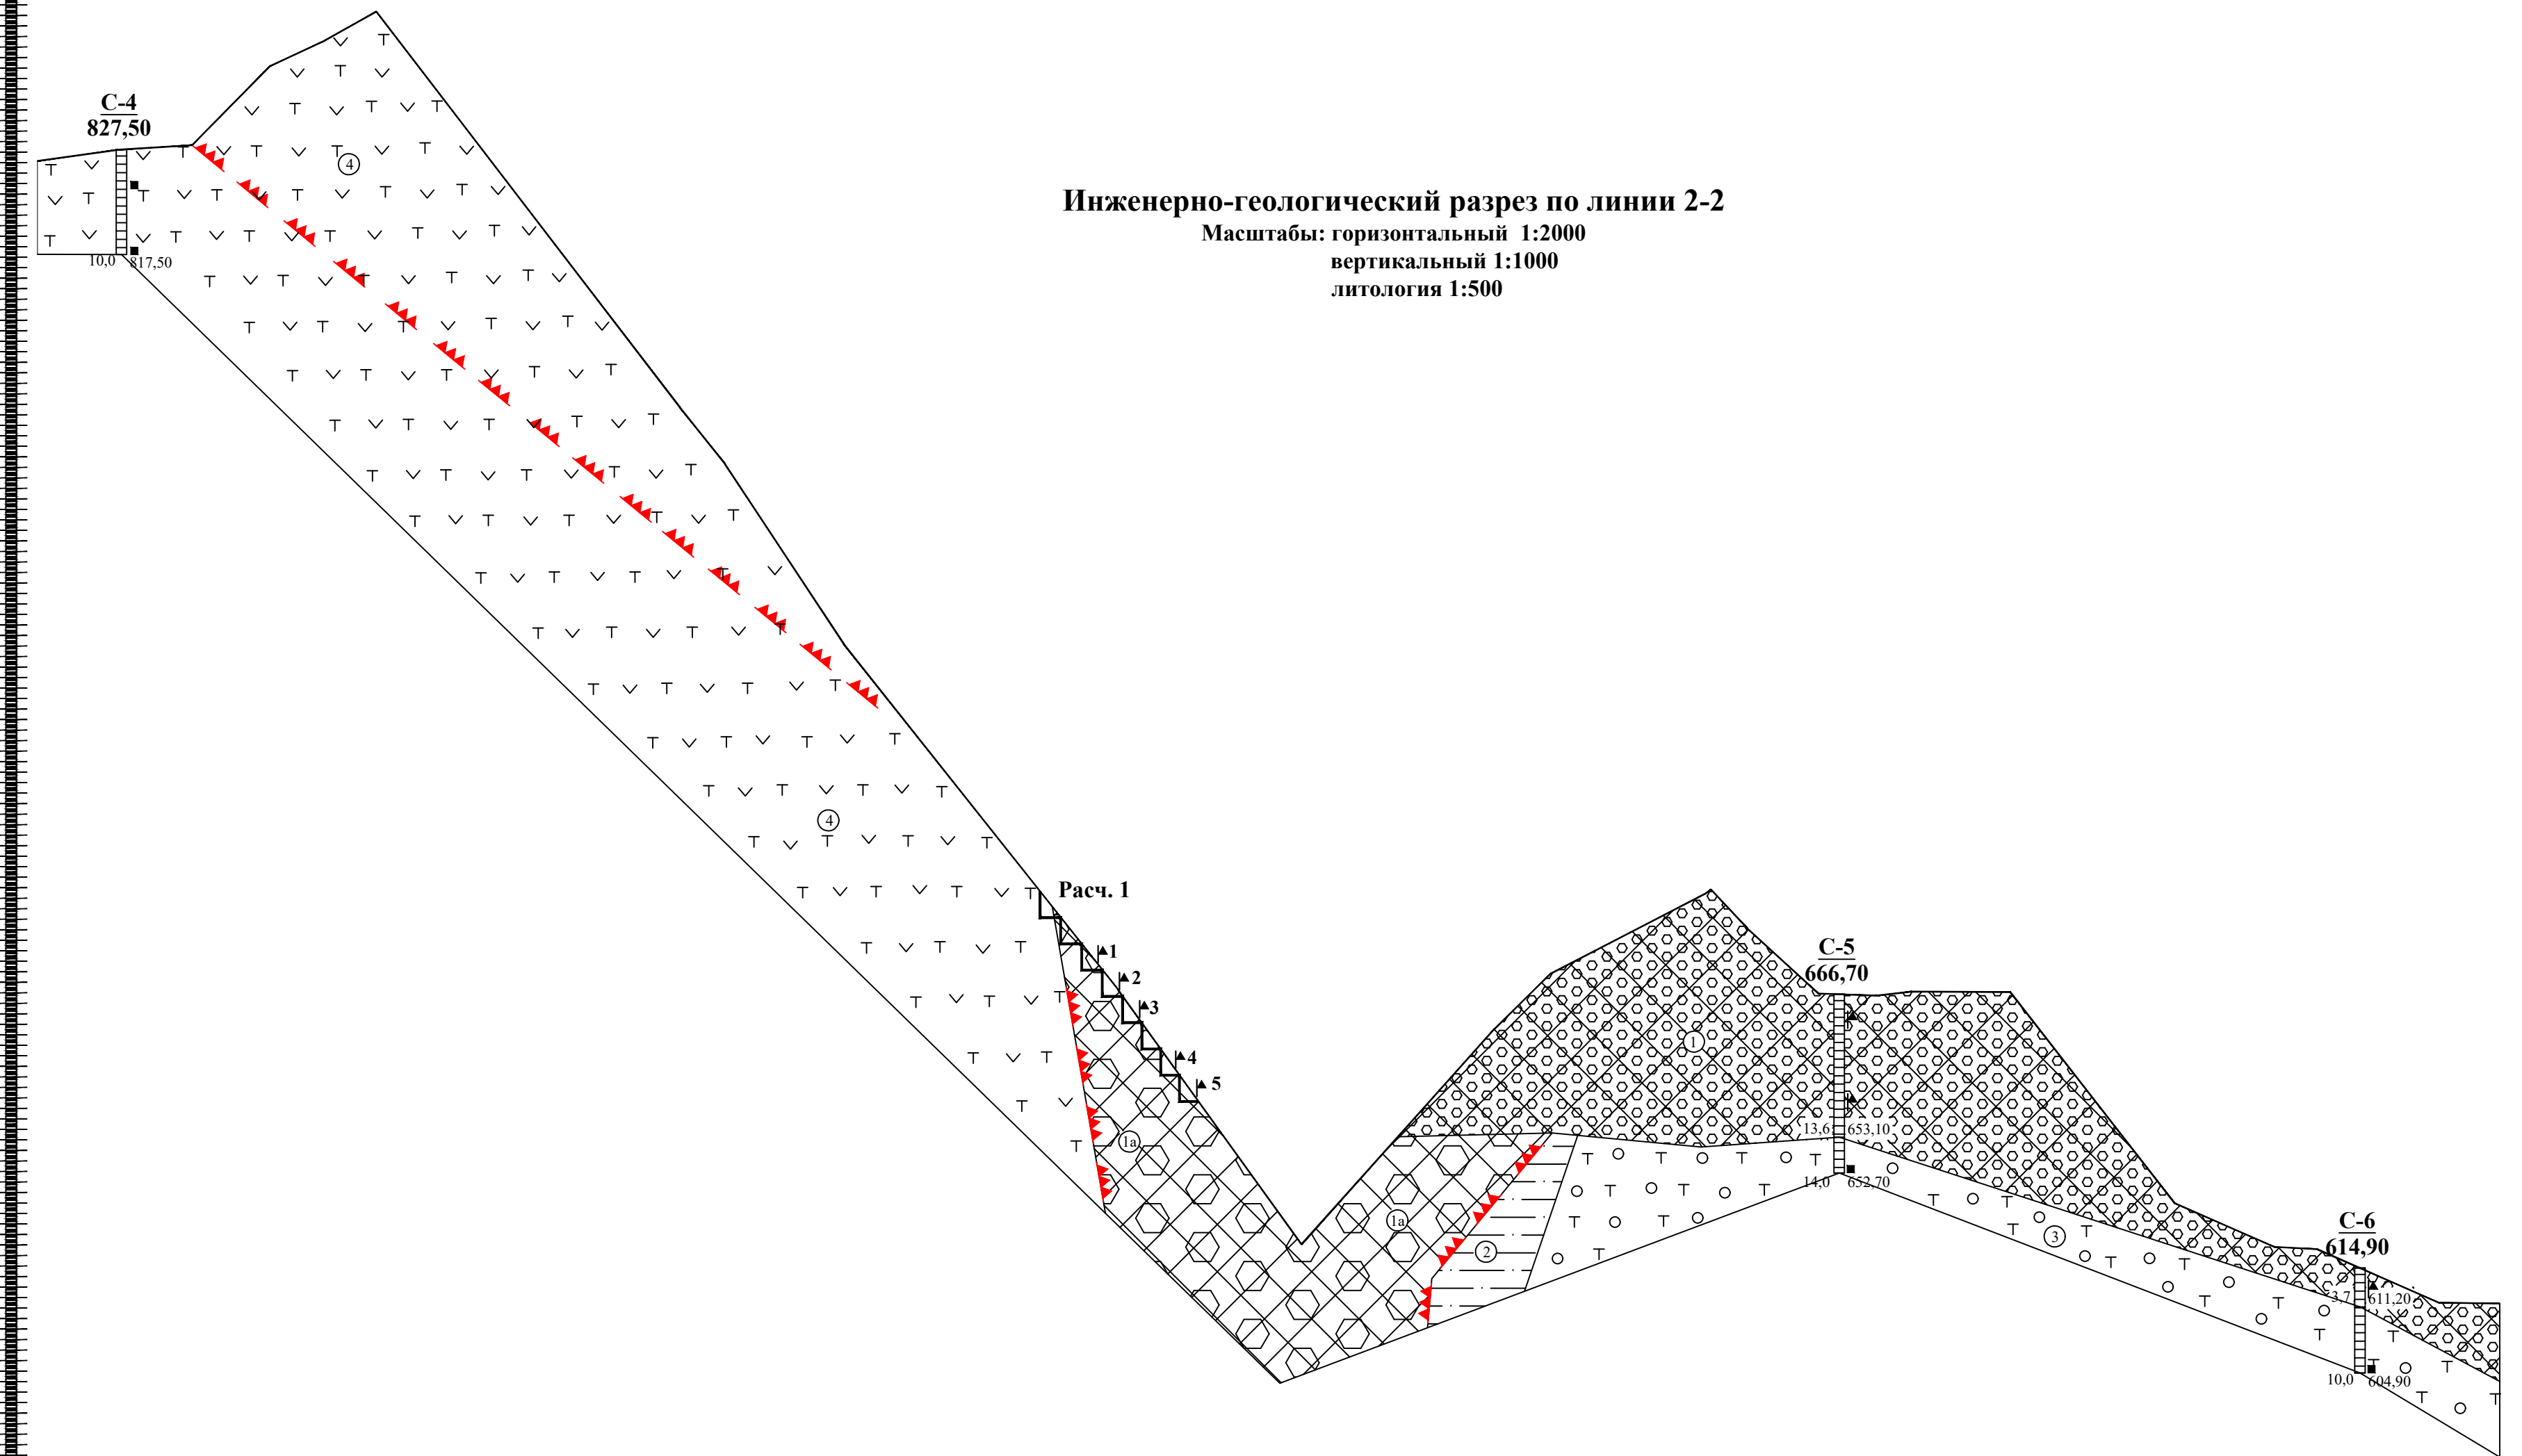 С-4
827,50
4
Инженерно-геологический разрез по линии 2-2
Масштабы: горизонтальный 1:2000
вертикальный 1:1000
литология 1:500
10,0 817,50
4
Расч. 1
1
2
3
4
5
С-5
666,70
1
13,6 653,10
1а
14,0 652,70
1а
2
3
С-6
614,90
3,7 611,20
10,0 604,90